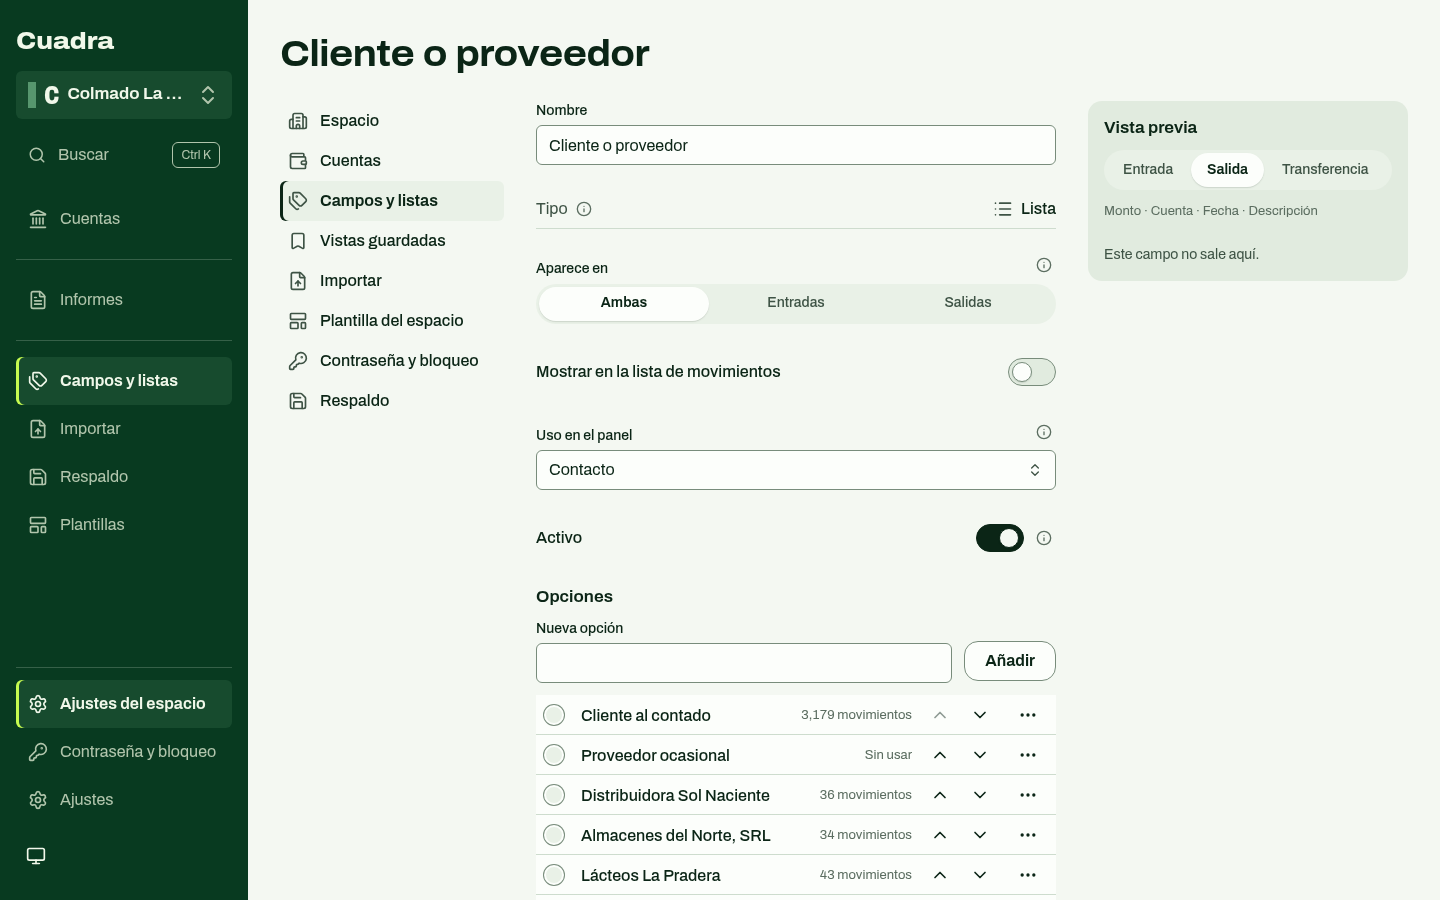 Cuadra
C Colmado La ...
Buscar
Ctrl K
Cuentas
Informes
Campos y listas
Importar
Respaldo
Plantillas
Ajustes del espacio
Contraseña y bloqueo
Ajustes
Cliente o proveedor
Espacio
Cuentas
Campos y listas
Vistas guardadas
Importar
Plantilla del espacio
Contraseña y bloqueo
Respaldo
Nombre
Cliente o proveedor
Tipo
Lista
Aparece en
Ambas Entradas Salidas
Mostrar en la lista de movimientos
Uso en el panel
Contacto
Activo
Opciones
Nueva opción
Añadir
Cliente al contado 3,179 movimientos
Proveedor ocasional Sin usar
Distribuidora Sol Naciente 36 movimientos
Almacenes del Norte, SRL 34 movimientos
Lácteos La Pradera 43 movimientos
Vista previa
Entrada Salida Transferencia
Monto · Cuenta · Fecha · Descripción
Este campo no sale aquí.